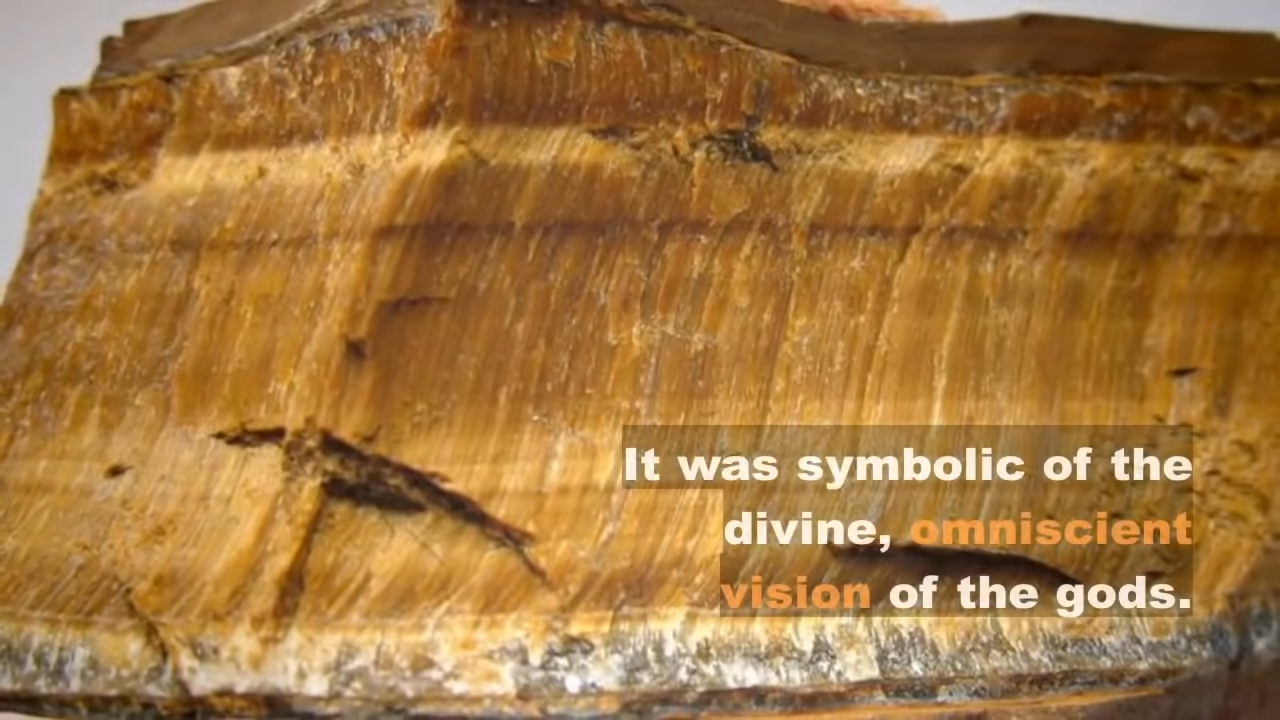 It was symbolic of the
divine, omniscient
vision of the gods.